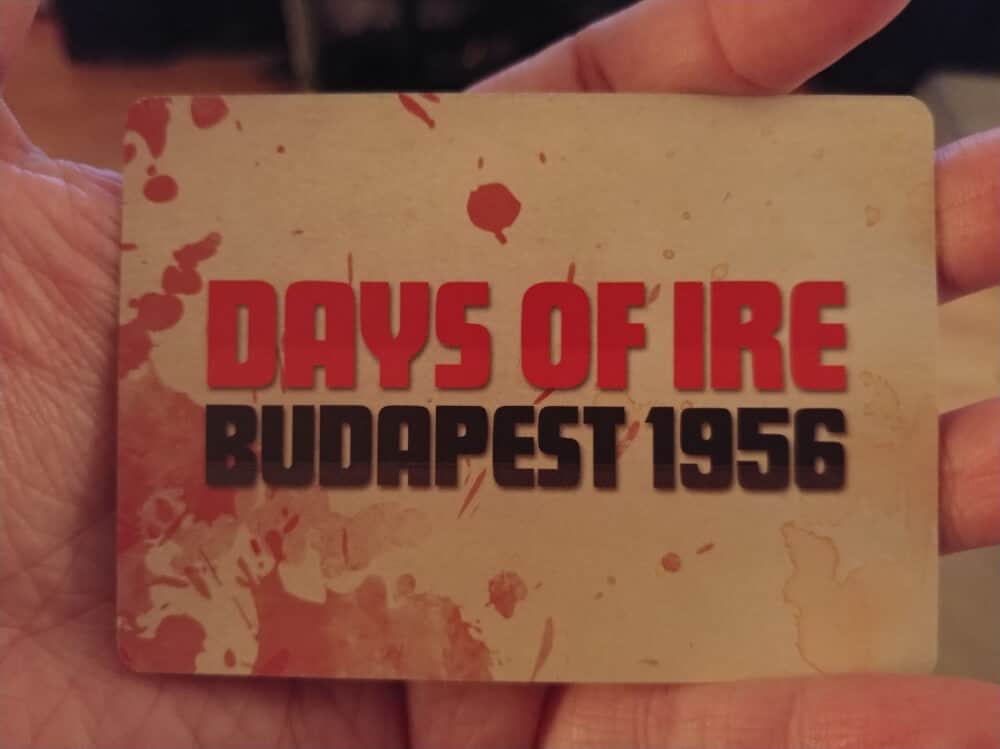 DAYS OF IRE
BUDAPEST 1956